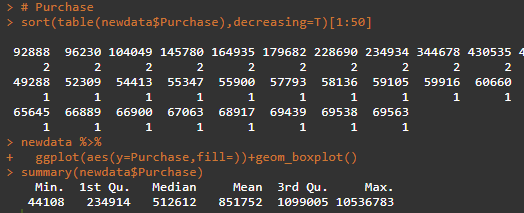 > # Purchase
> sort(table(newdata$Purchase),decreasing=T)[1:50]
92888 96230 104049 145780 164935 179682 228690 234934 344678 430535 4
2 2 2 2 2 2 2 2 2 2
49288 52309 54413 55347 55900 57793 58136 59105 59916 60660
1 1 1 1 1 1 1 1 1 1
65645 66889 66900 67063 68917 69439 69538 69563
1 1 1 1 1 1 1 1
> newdata %>%
+ ggplot(aes(y=Purchase,fill=))+geom_boxplot()
> summary(newdata$Purchase)
Min. 1st Qu. Median Mean 3rd Qu. Max.
44108 234914 512612 851752 1099005 10536783